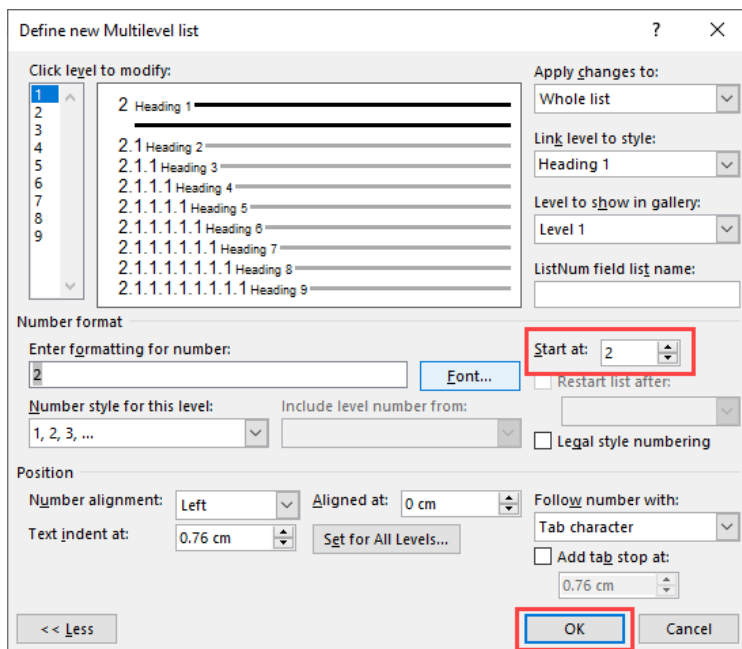 Define new Multilevel list
? X
Click level to modify:
1
2
3
4
5
6
7
8
9
2 Heading 1
2.1 Heading 2
2.1.1 Heading 3
2.1.1.1 Heading 4
2.1.1.1.1 Heading 5
2.1.1.1.1.1 Heading 6
2.1.1.1.1.1.1 Heading 7
2.1.1.1.1.1.1.1 Heading 8
2.1.1.1.1.1.1.1.1 Heading 9
Apply changes to:
Whole list
Link level to style:
Heading 1
Level to show in gallery:
Level 1
ListNum field list name:
Number format
Enter formatting for number:
2
Font...
Start at: 2
Restart list after:
Number style for this level:
1, 2, 3, ...
Include level number from:
Legal style numbering
Position
Number alignment: Left
Aligned at: 0 cm
Text indent at: 0.76 cm
Set for All Levels...
Follow number with:
Tab character
Add tab stop at:
0.76 cm
<< Less
OK
Cancel